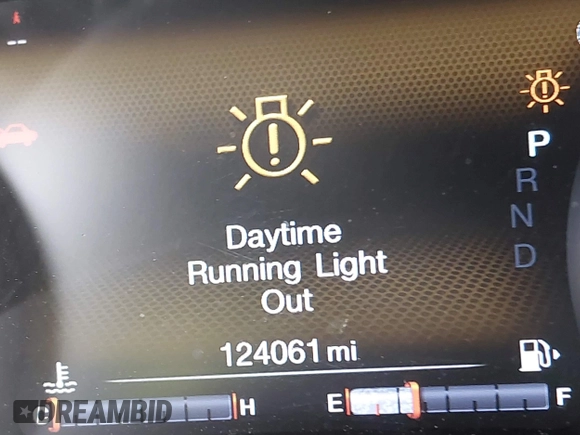 P
R
N
D
Daytime
Running Light
Out
124061 mi
C H E F
DREAMBID